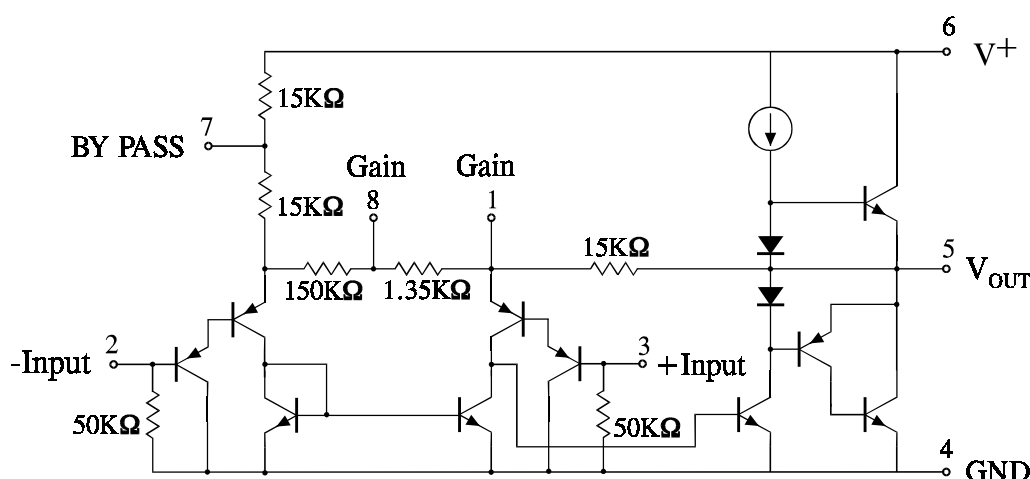 6
V+
15KΩ
7
BY PASS
Gain
8
Gain
1
15KΩ
15KΩ
5
VOUT
150KΩ
1.35KΩ
2
-Input
3
+Input
50KΩ
50KΩ
4
GND